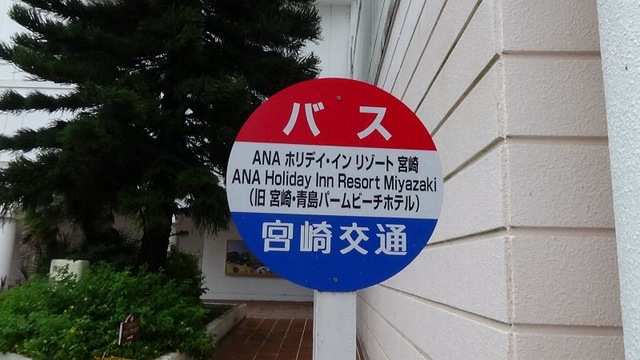 バス
ANA ホリデイ・イン リゾート 宮崎
ANA Holiday Inn Resort Miyazaki
(旧 宮崎・青島パームビーチホテル)
宮崎交通